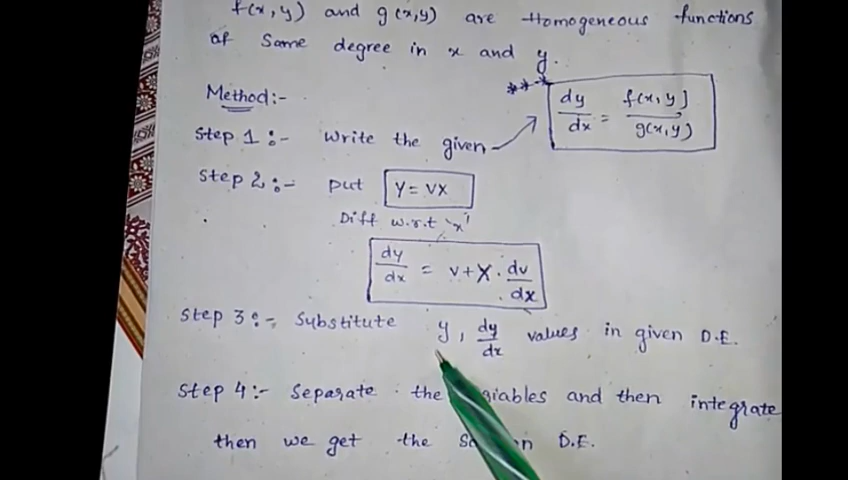 f(x,y) and g(x,y) are Homogeneous functions
of Same degree in x and y.
Method:-
Step 1:- Write the given *** dy/dx = f(x,y)/g(x,y)
Step 2:- put y = vx
Diff w.r.t 'x'
dy/dx = v + x . dv/dx
Step 3:- Substitute y, dy/dx values in given D.E.
Step 4:- Separate the and then integrate
then we get the D.E.